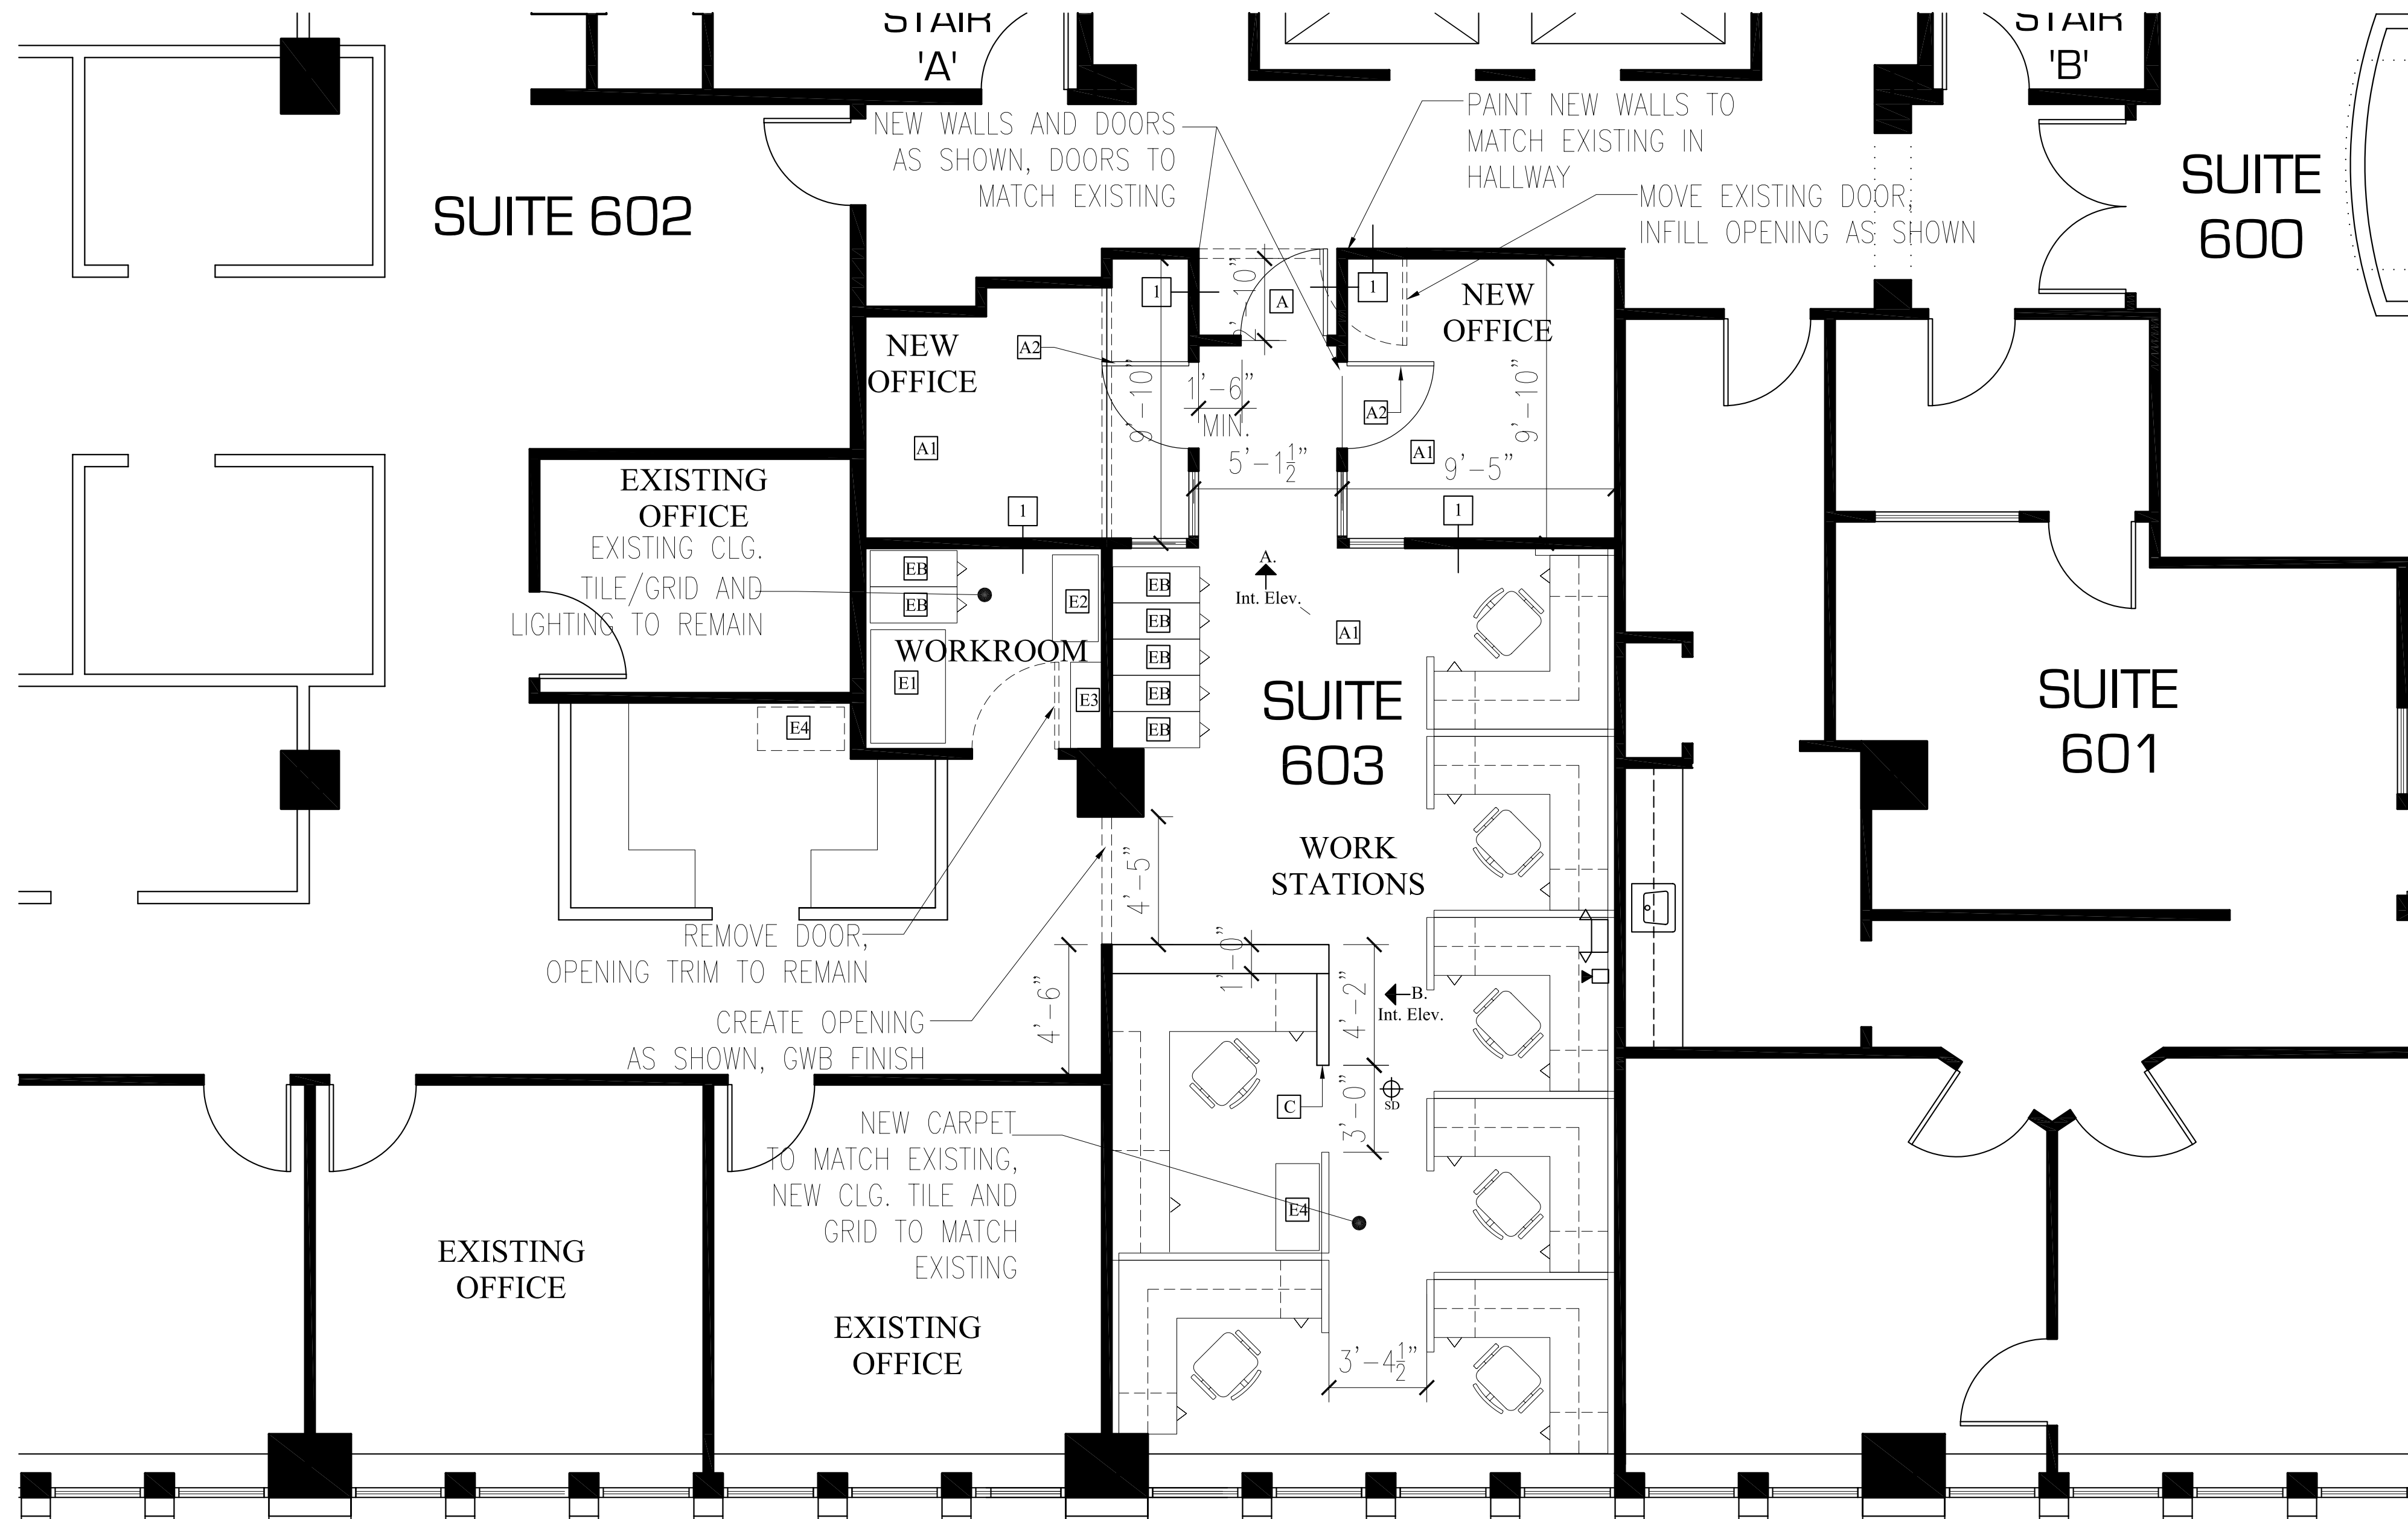 STAIR
'A'
STAIR
'B'
NEW WALLS AND DOORS
AS SHOWN, DOORS TO
MATCH EXISTING
PAINT NEW WALLS TO
MATCH EXISTING IN
HALLWAY
MOVE EXISTING DOOR,
INFILL OPENING AS SHOWN
SUITE 602
SUITE
600
1
2'-10"
A
1
NEW
OFFICE
NEW
OFFICE
A2
9'-10"
1'-6"
MIN.
A2
9'-10"
A1
5'-1½"
A1
9'-5"
EXISTING
OFFICE
EXISTING CLG.
TILE/GRID AND
LIGHTING TO REMAIN
1
1
EB
EB
E2
WORKROOM
E1
E3
E4
EB
EB
EB
EB
EB
A.
Int. Elev.
A1
SUITE
603
SUITE
601
WORK
STATIONS
4'-5"
REMOVE DOOR,
OPENING TRIM TO REMAIN
CREATE OPENING
AS SHOWN, GWB FINISH
4'-6"
1'-0"
4'-2"
B.
Int. Elev.
C
3'-0"
SD
NEW CARPET
TO MATCH EXISTING,
NEW CLG. TILE AND
GRID TO MATCH
EXISTING
E4
EXISTING
OFFICE
EXISTING
OFFICE
3'-4½"